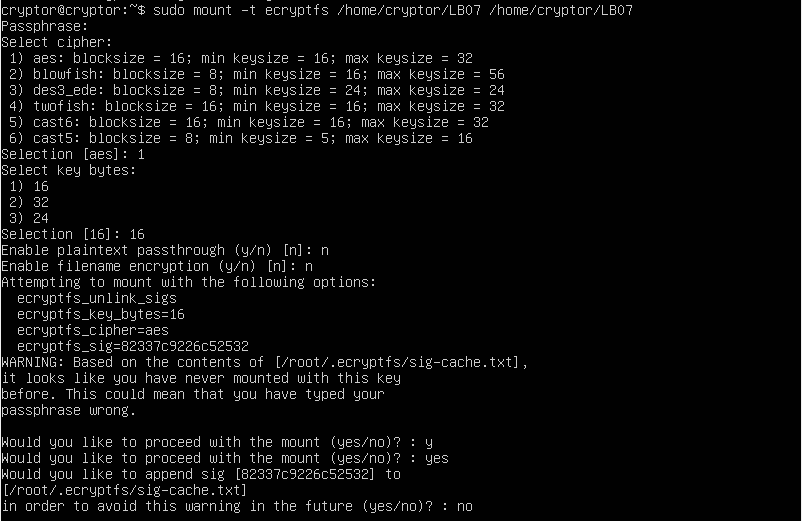 cryptor@cryptor:~$ sudo mount -t ecryptfs /home/cryptor/LB07 /home/cryptor/LB07
Passphrase:
Select cipher:
 1) aes: blocksize = 16; min keysize = 16; max keysize = 32
 2) blowfish: blocksize = 8; min keysize = 16; max keysize = 56
 3) des3_ede: blocksize = 8; min keysize = 24; max keysize = 24
 4) twofish: blocksize = 16; min keysize = 16; max keysize = 32
 5) cast6: blocksize = 16; min keysize = 16; max keysize = 32
 6) cast5: blocksize = 8; min keysize = 5; max keysize = 16
Selection [aes]: 1
Select key bytes:
 1) 16
 2) 32
 3) 24
Selection [16]: 16
Enable plaintext passthrough (y/n) [n]: n
Enable filename encryption (y/n) [n]: n
Attempting to mount with the following options:
  ecryptfs_unlink_sigs
  ecryptfs_key_bytes=16
  ecryptfs_cipher=aes
  ecryptfs_sig=82337c9226c52532
WARNING: Based on the contents of [/root/.ecryptfs/sig-cache.txt],
it looks like you have never mounted with this key
before. This could mean that you have typed your
passphrase wrong.

Would you like to proceed with the mount (yes/no)? : y
Would you like to proceed with the mount (yes/no)? : yes
Would you like to append sig [82337c9226c52532] to
[/root/.ecryptfs/sig-cache.txt]
in order to avoid this warning in the future (yes/no)? : no